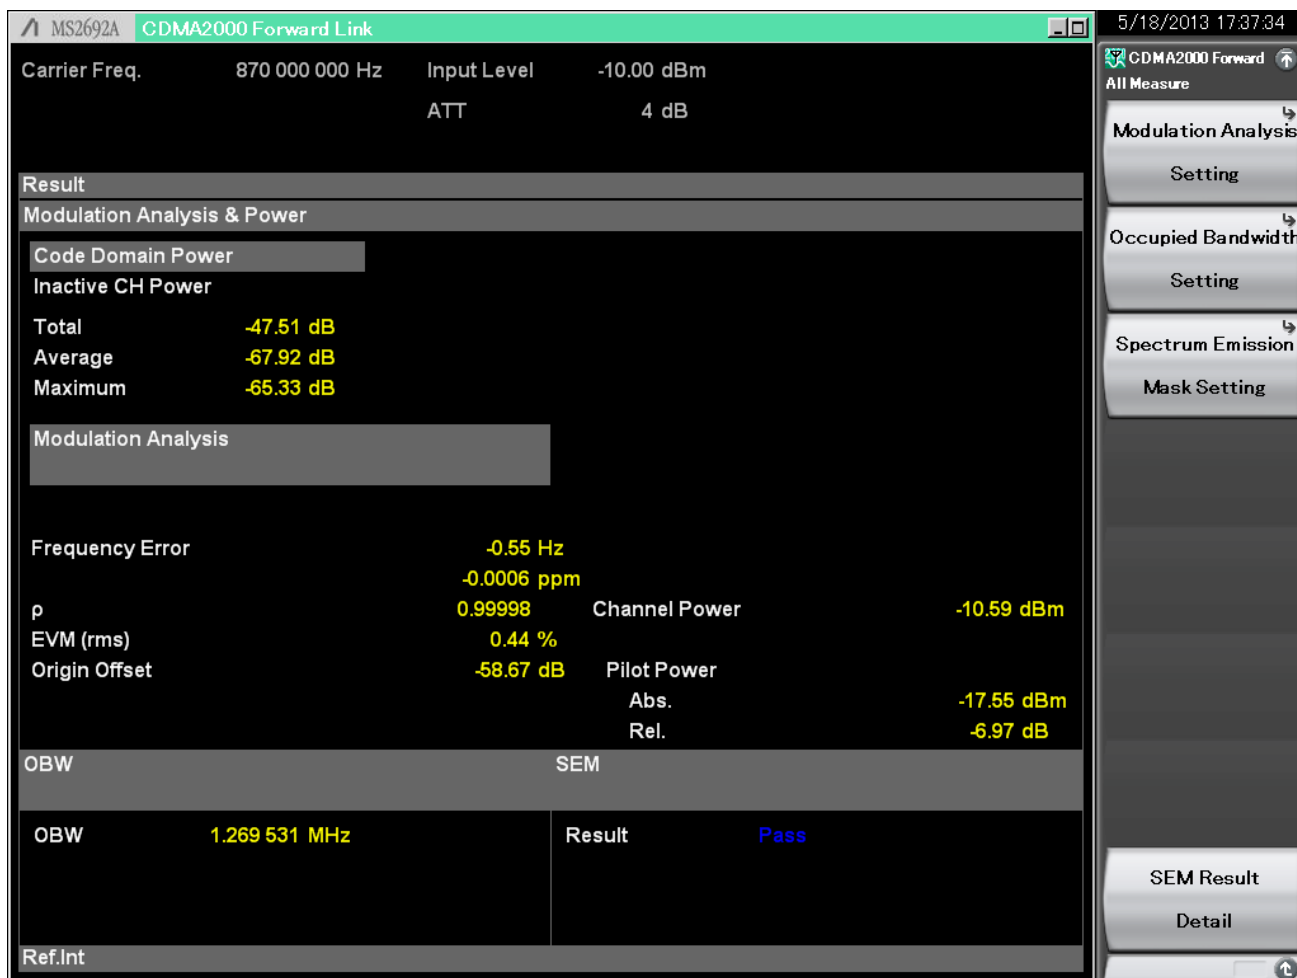 MS2692A CDMA2000 Forward Link
5/18/2013 17:37:34
Carrier Freq. 870 000 000 Hz Input Level -10.00 dBm
ATT 4 dB
Result
Modulation Analysis & Power
Code Domain Power
Inactive CH Power
Total -47.51 dB
Average -67.92 dB
Maximum -65.33 dB
Modulation Analysis
Frequency Error -0.55 Hz
-0.0006 ppm
ρ 0.99998 Channel Power -10.59 dBm
EVM (rms) 0.44 %
Origin Offset -58.67 dB Pilot Power
Abs. -17.55 dBm
Rel. -6.97 dB
OBW SEM
OBW 1.269 531 MHz Result Pass
Ref.Int
CDMA2000 Forward
All Measure
Modulation Analysis
Setting
Occupied Bandwidth
Setting
Spectrum Emission
Mask Setting
SEM Result
Detail